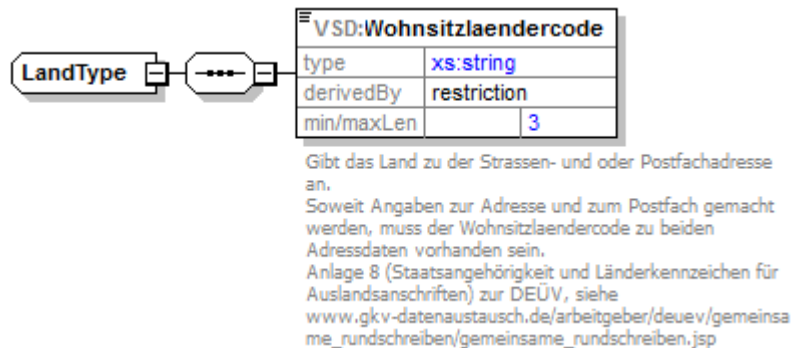 VSD:Wohnsitzlaendercode
LandType
type xs:string
derivedBy restriction
min/maxLen 3
Gibt das Land zu der Strassen- und oder Postfachadresse
an.
Soweit Angaben zur Adresse und zum Postfach gemacht
werden, muss der Wohnsitzlaendercode zu beiden
Adressdaten vorhanden sein.
Anlage 8 (Staatsangehörigkeit und Länderkennzeichen für
Auslandsanschriften) zur DEÜV, siehe
www.gkv-datenaustausch.de/arbeitgeber/deuev/gemeinsa
me_rundschreiben/gemeinsame_rundschreiben.jsp